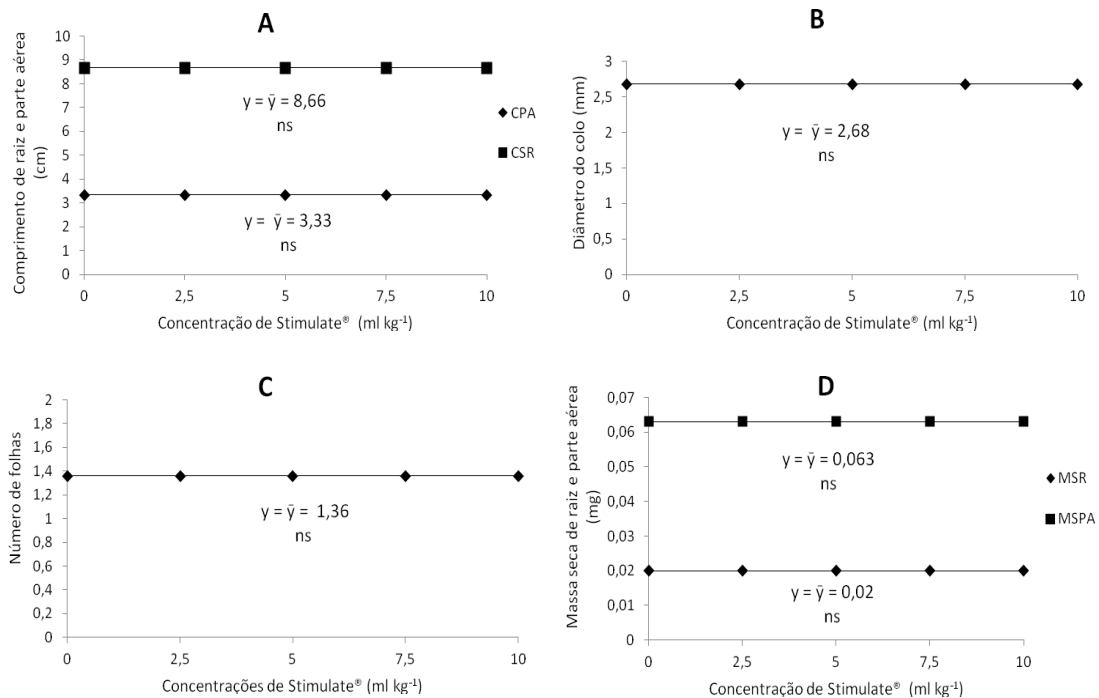 A
Comprimento de raiz e parte aérea
(cm)
10
9
8
7
6
5
4
3
2
1
0
y = ȳ = 8,66
ns
y = ȳ = 3,33
ns
CPA
CSR
0 2,5 5 7,5 10
Concentração de Stimulate® (ml kg⁻¹)
B
Diâmetro do colo (mm)
3
2,5
2
1,5
1
0,5
0
y = ȳ = 2,68
ns
0 2,5 5 7,5 10
Concentração de Stimulate® (ml kg⁻¹)
C
Número de folhas
2
1,8
1,6
1,4
1,2
1
0,8
0,6
0,4
0,2
0
y = ȳ = 1,36
ns
0 2,5 5 7,5 10
Concentrações de Stimulate® (ml kg⁻¹)
D
Massa seca de raiz e parte aérea
(mg)
0,07
0,06
0,05
0,04
0,03
0,02
0,01
0
y = ȳ = 0,063
ns
y = ȳ = 0,02
ns
MSR
MSPA
0 2,5 5 7,5 10
Concentração de Stimulate® (ml kg⁻¹)